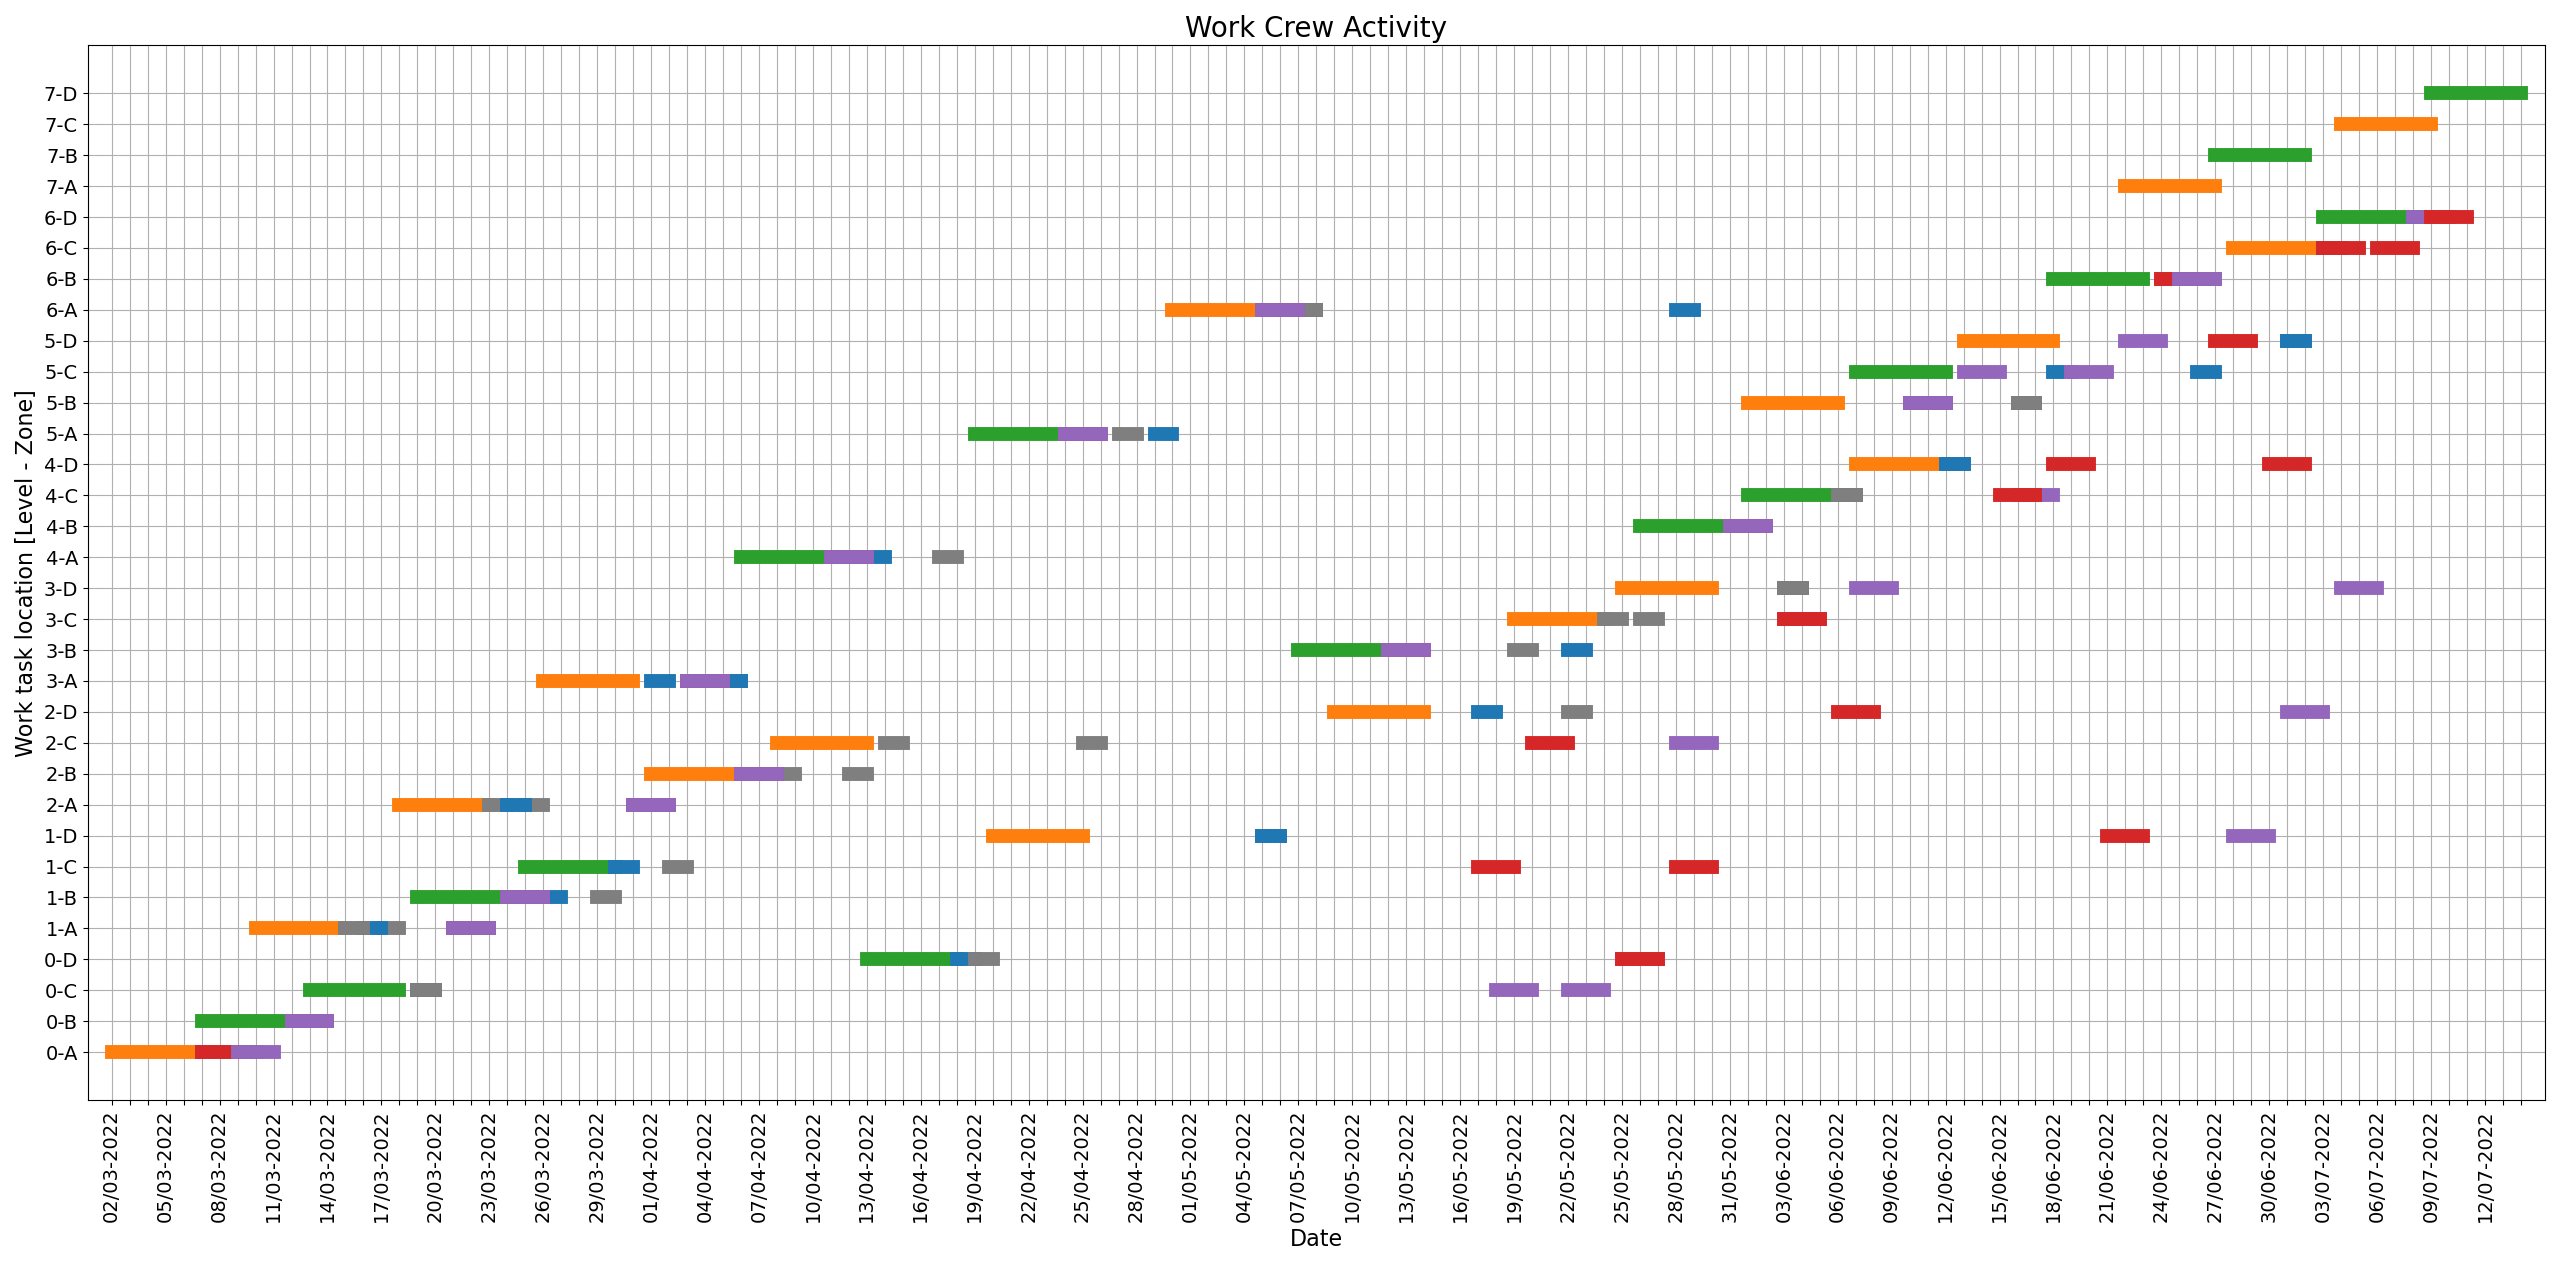 Work Crew Activity
Work task location [Level - Zone]
7-D
7-C
7-B
7-A
6-D
6-C
6-B
6-A
5-D
5-C
5-B
5-A
4-D
4-C
4-B
4-A
3-D
3-C
3-B
3-A
2-D
2-C
2-B
2-A
1-D
1-C
1-B
1-A
0-D
0-C
0-B
0-A
02/03-2022
05/03-2022
08/03-2022
11/03-2022
14/03-2022
17/03-2022
20/03-2022
23/03-2022
26/03-2022
29/03-2022
01/04-2022
04/04-2022
07/04-2022
10/04-2022
13/04-2022
16/04-2022
19/04-2022
22/04-2022
25/04-2022
28/04-2022
01/05-2022
04/05-2022
07/05-2022
10/05-2022
13/05-2022
16/05-2022
19/05-2022
22/05-2022
25/05-2022
28/05-2022
31/05-2022
03/06-2022
06/06-2022
09/06-2022
12/06-2022
15/06-2022
18/06-2022
21/06-2022
24/06-2022
27/06-2022
30/06-2022
03/07-2022
06/07-2022
09/07-2022
12/07-2022
Date